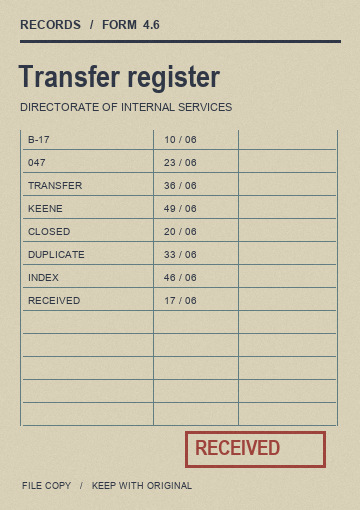 RECORDS / FORM 4.6
Transfer register
DIRECTORATE OF INTERNAL SERVICES
B-17 10 / 06
047 23 / 06
TRANSFER 36 / 06
KEENE 49 / 06
CLOSED 20 / 06
DUPLICATE 33 / 06
INDEX 46 / 06
RECEIVED 17 / 06
RECEIVED
FILE COPY / KEEP WITH ORIGINAL